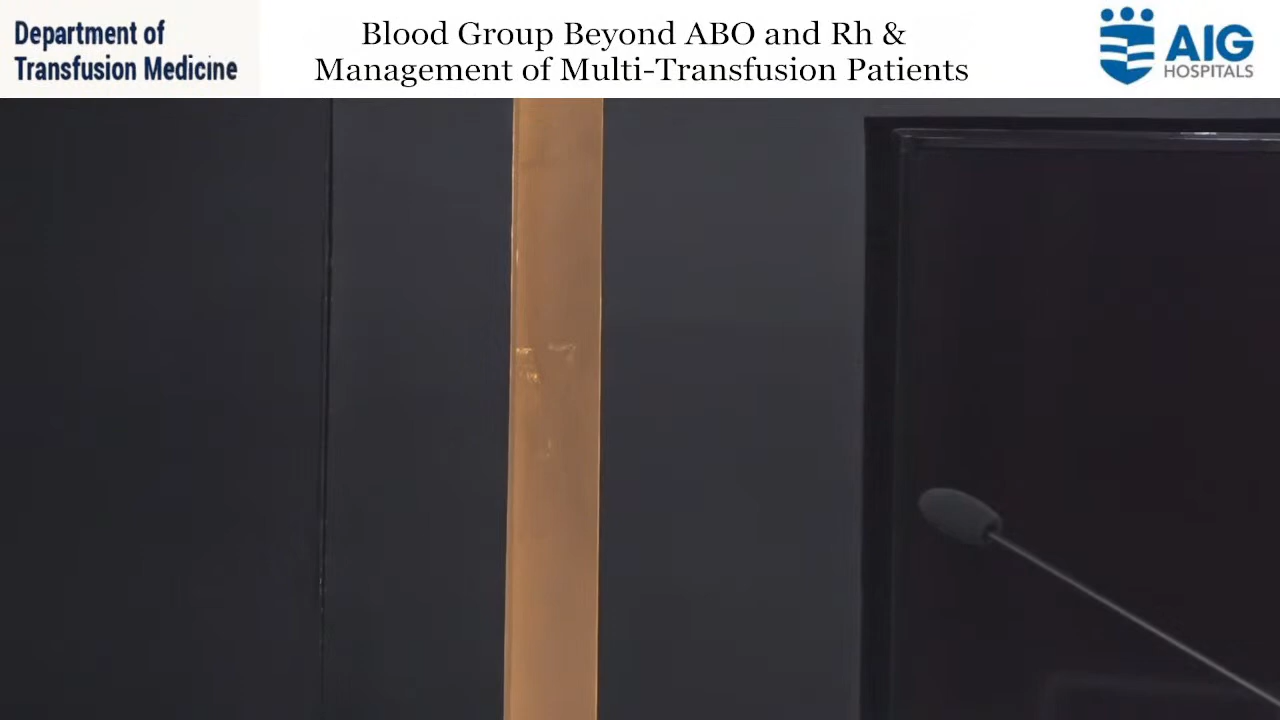 Department of
Transfusion Medicine
Blood Group Beyond ABO and Rh &
Management of Multi-Transfusion Patients
AIG
HOSPITALS